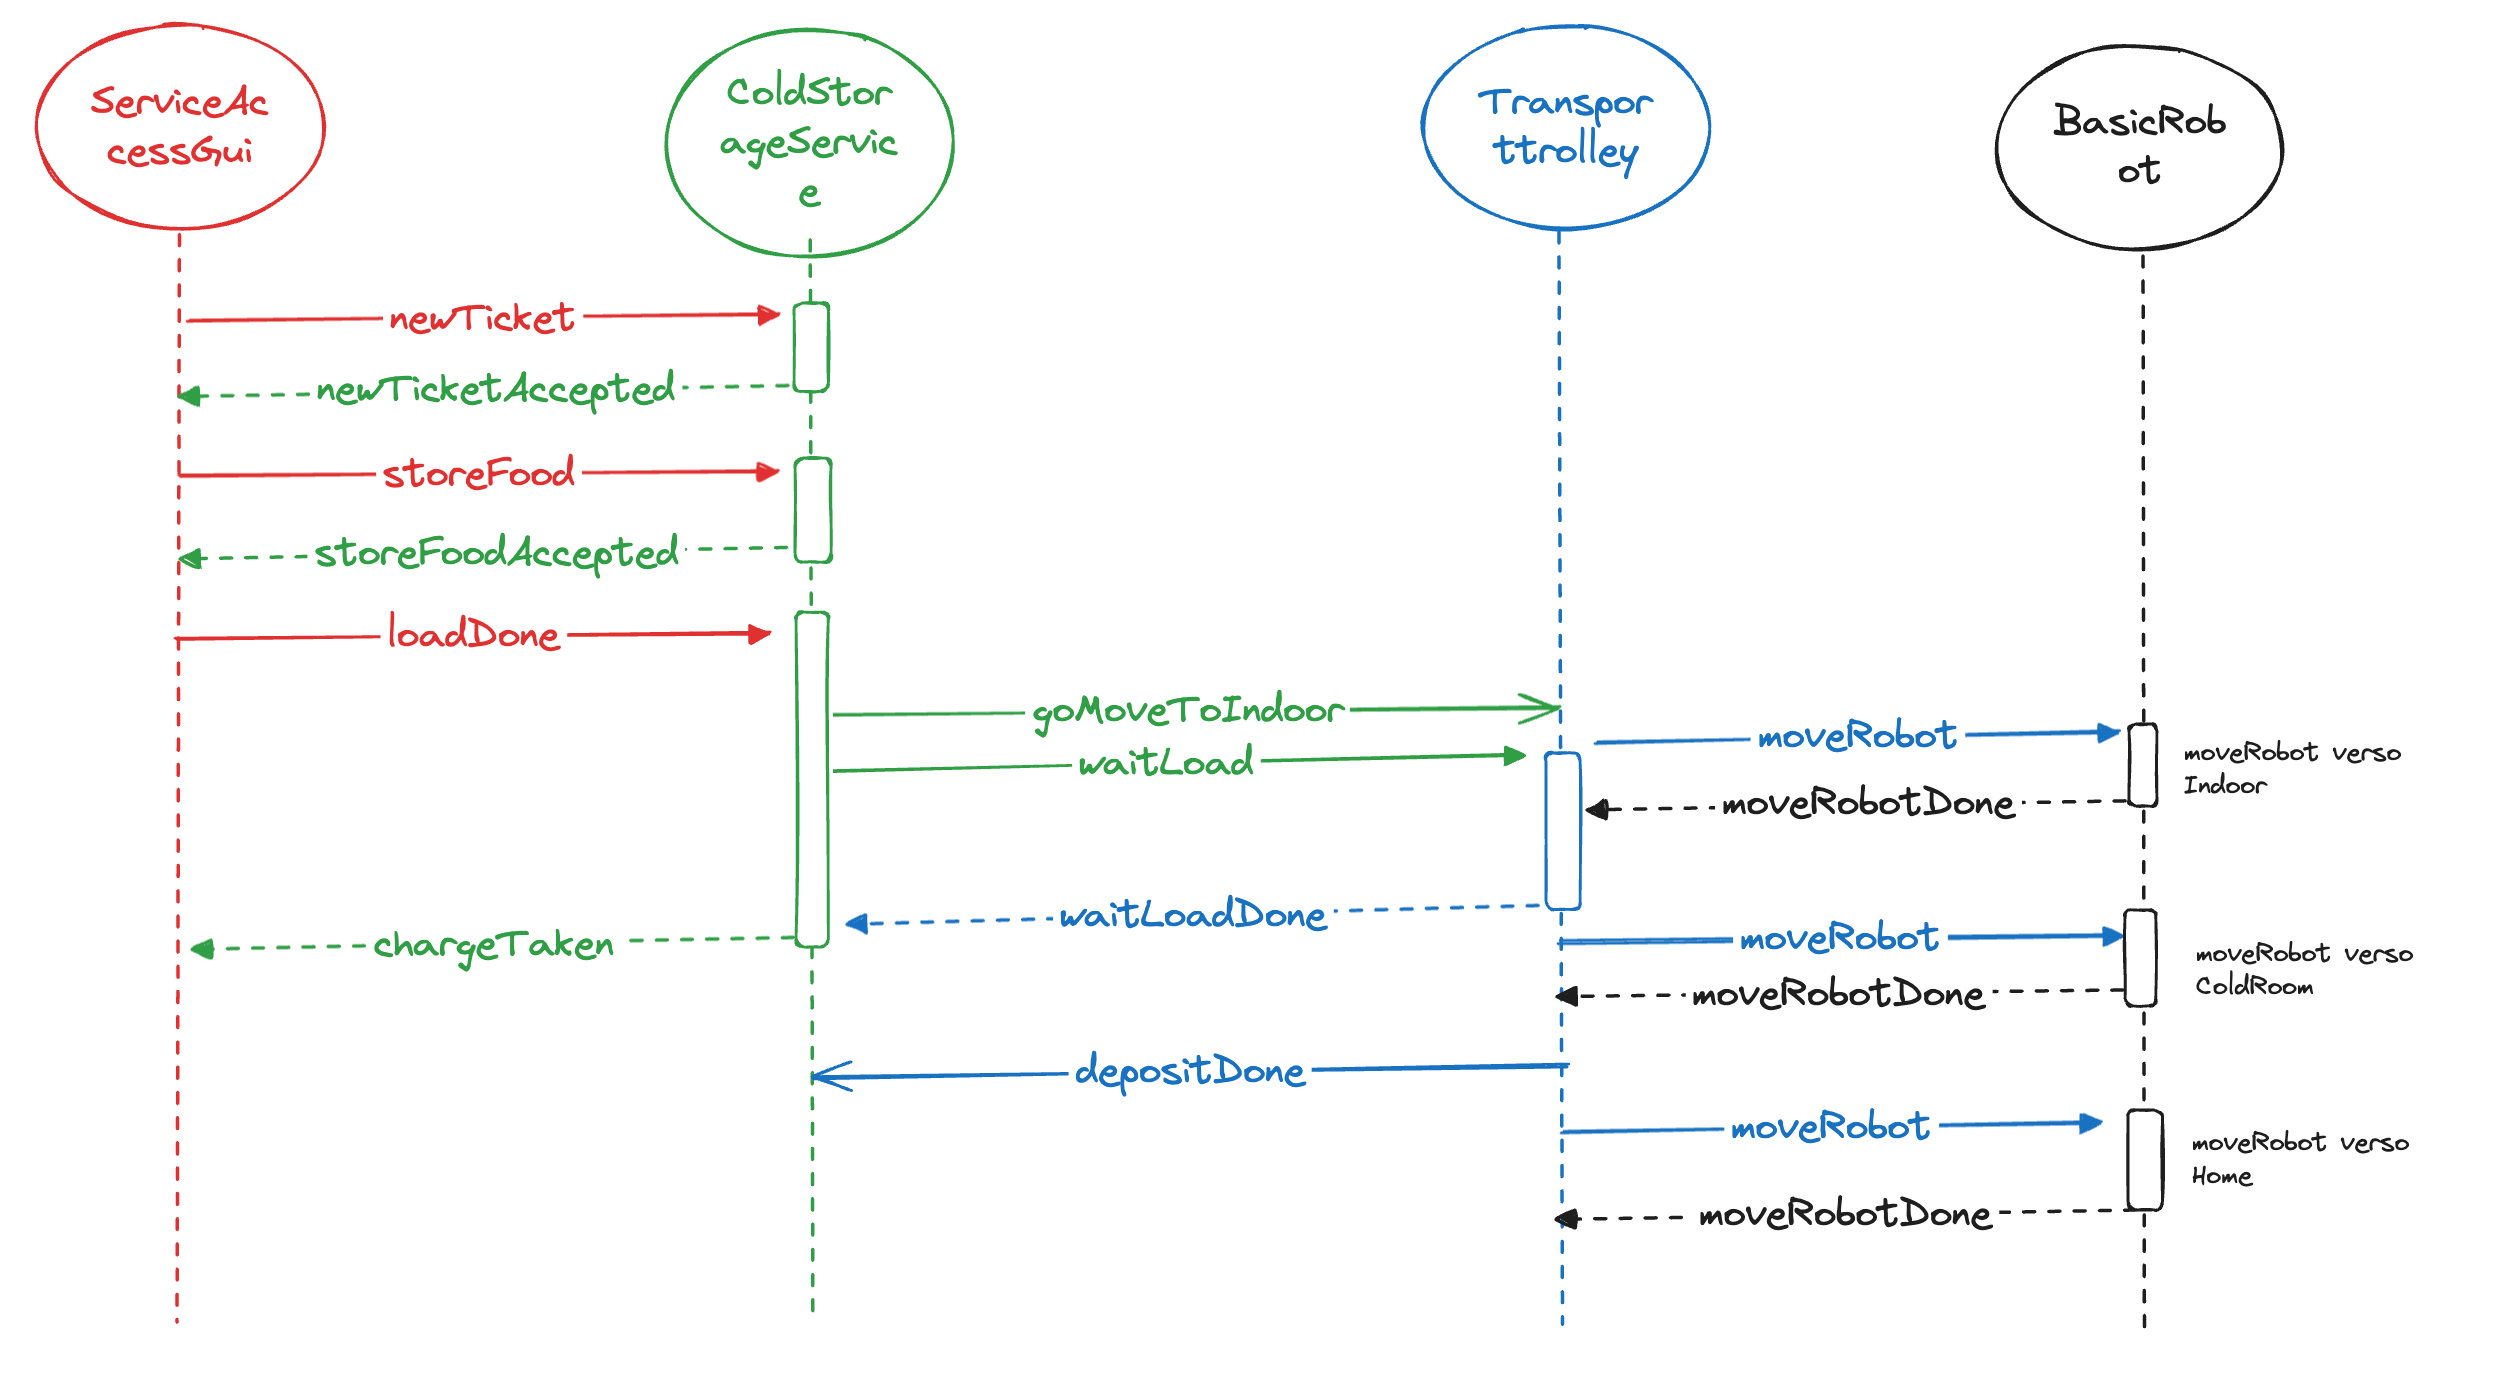 ServiceAc
cessGui
ColdStor
ageServic
e
Transpor
ttrolley
BasicRob
ot
newTicket
newTicketAccepted
storeFood
storeFoodAccepted
loadDone
goMoveToIndoor
moveRobot
waitLoad
moveRobot verso
Indoor
moveRobotDone
waitLoadDone
chargeTaken
moveRobot
moveRobot verso
ColdRoom
moveRobotDone
depositDone
moveRobot
moveRobot verso
Home
moveRobotDone